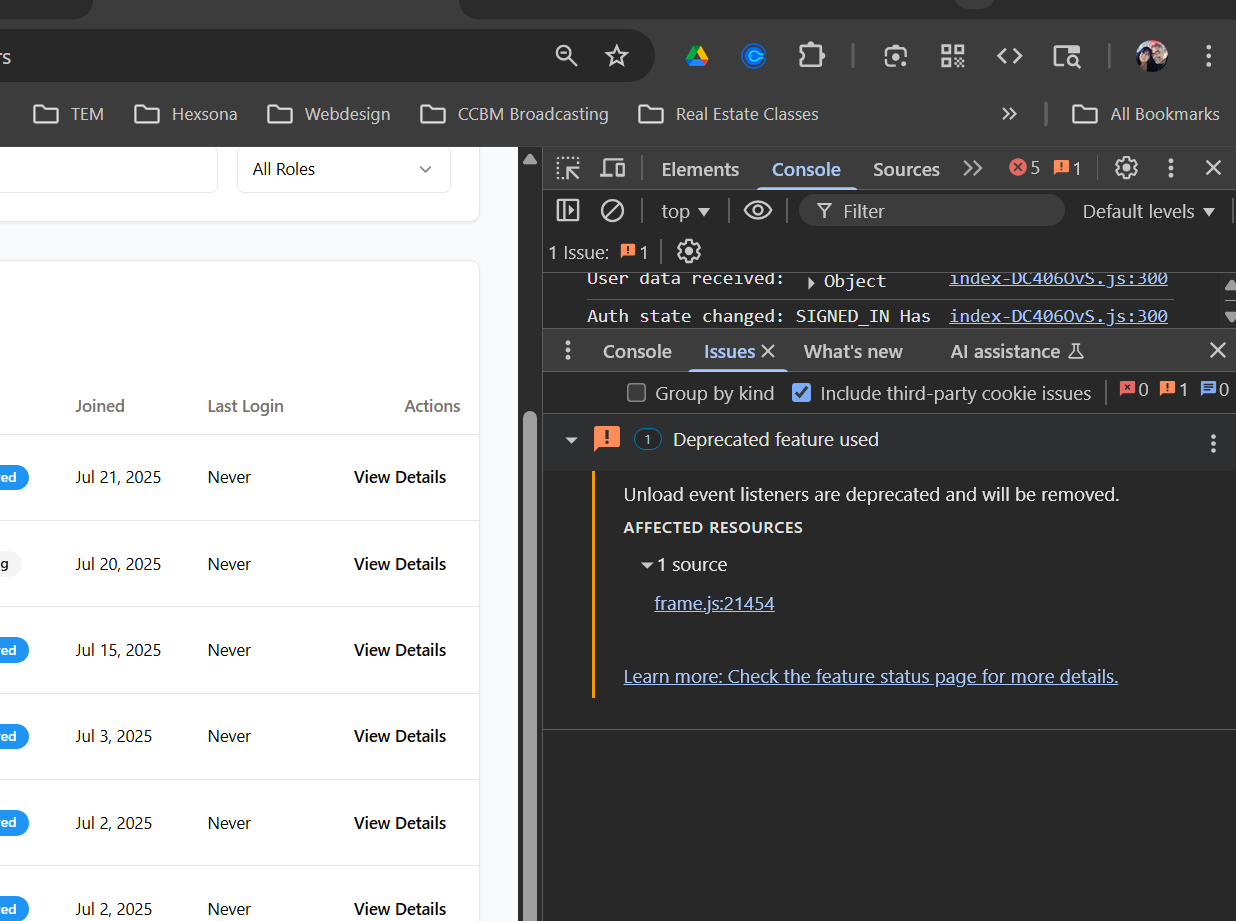 rs
TEM
Hexsona
Webdesign
CCBM Broadcasting
Real Estate Classes
All Bookmarks
All Roles
Joined
Last Login
Actions
ed
Jul 21, 2025
Never
View Details
g
Jul 20, 2025
Never
View Details
ed
Jul 15, 2025
Never
View Details
ed
Jul 3, 2025
Never
View Details
ed
Jul 2, 2025
Never
View Details
ed
Jul 2, 2025
Never
View Details
Elements
Console
Sources
5
1
top
Filter
Default levels
1 Issue: 1
User data received: Object index-DC406OvS.js:300
Auth state changed: SIGNED_IN Has index-DC406OvS.js:300
Console
Issues
What's new
AI assistance
Group by kind
Include third-party cookie issues
0
1
0
1 Deprecated feature used
Unload event listeners are deprecated and will be removed.
AFFECTED RESOURCES
1 source
frame.js:21454
Learn more: Check the feature status page for more details.